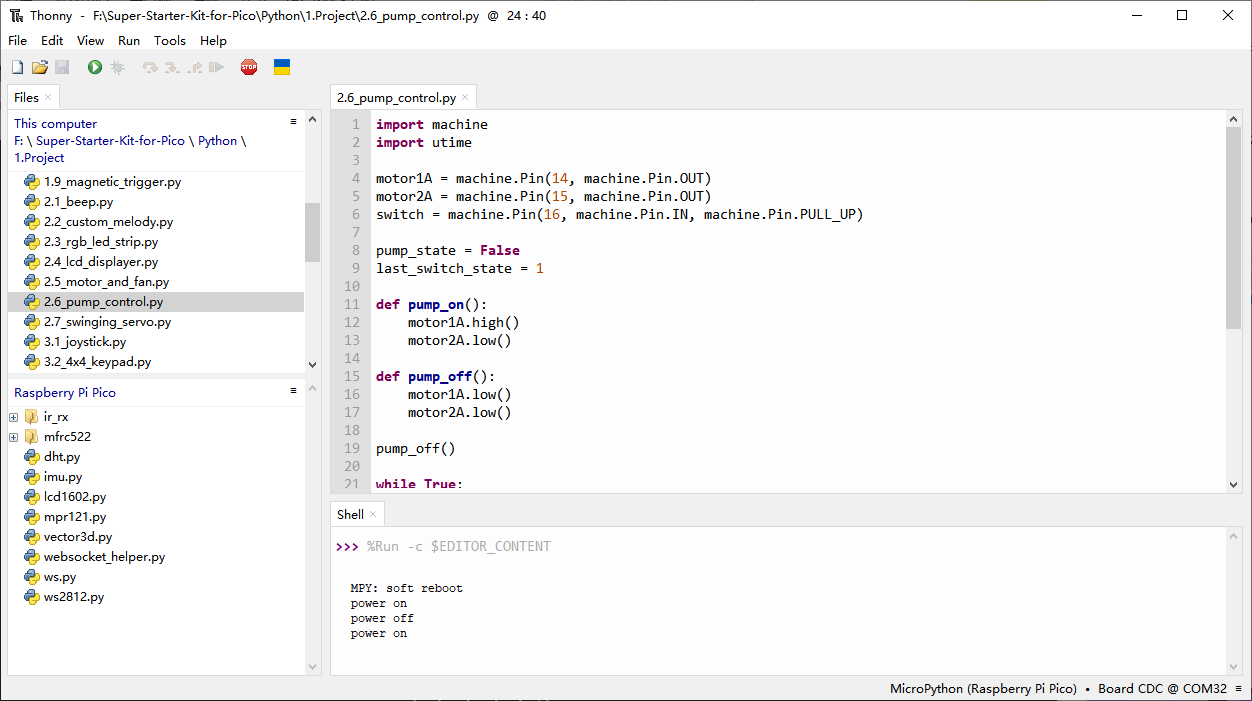 Thonny - F:\Super-Starter-Kit-for-Pico\Python\1.Project\2.6_pump_control.py @ 24 : 40
File Edit View Run Tools Help
STOP
Files
This computer
F: \ Super-Starter-Kit-for-Pico \ Python \
1.Project
1.9_magnetic_trigger.py
2.1_beep.py
2.2_custom_melody.py
2.3_rgb_led_strip.py
2.4_lcd_displayer.py
2.5_motor_and_fan.py
2.6_pump_control.py
2.7_swinging_servo.py
3.1_joystick.py
3.2_4x4_keypad.py
Raspberry Pi Pico
ir_rx
mfrc522
dht.py
imu.py
lcd1602.py
mpr121.py
vector3d.py
websocket_helper.py
ws.py
ws2812.py
2.6_pump_control.py
1 import machine
2 import utime
3
4 motor1A = machine.Pin(14, machine.Pin.OUT)
5 motor2A = machine.Pin(15, machine.Pin.OUT)
6 switch = machine.Pin(16, machine.Pin.IN, machine.Pin.PULL_UP)
7
8 pump_state = False
9 last_switch_state = 1
10
11 def pump_on():
12     motor1A.high()
13     motor2A.low()
14
15 def pump_off():
16     motor1A.low()
17     motor2A.low()
18
19 pump_off()
20
21 while True:
Shell
>>> %Run -c $EDITOR_CONTENT
MPY: soft reboot
power on
power off
power on
MicroPython (Raspberry Pi Pico) • Board CDC @ COM32